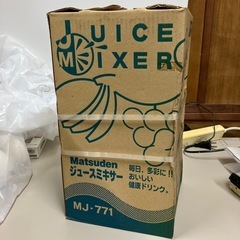 JUICE
MIXER
Matsuden
ジュースミキサー
毎日、多彩に!!
おいしい
健康ドリンク。
MJ-771